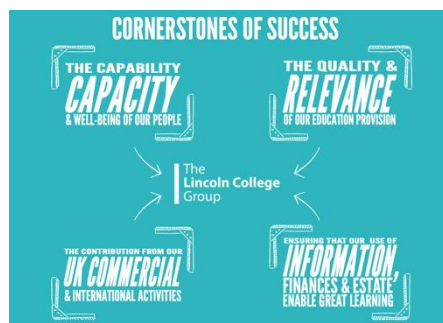 CORNERSTONES OF SUCCESS
THE CAPABILITY
CAPACITY
& WELL-BEING OF OUR PEOPLE
THE QUALITY &
RELEVANCE
OF OUR EDUCATION PROVISION
The
Lincoln College
Group
THE CONTRIBUTION FROM OUR
UK COMMERCIAL
& INTERNATIONAL ACTIVITIES
ENSURING THAT OUR USE OF
INFORMATION,
FINANCES & ESTATE
ENABLE GREAT LEARNING